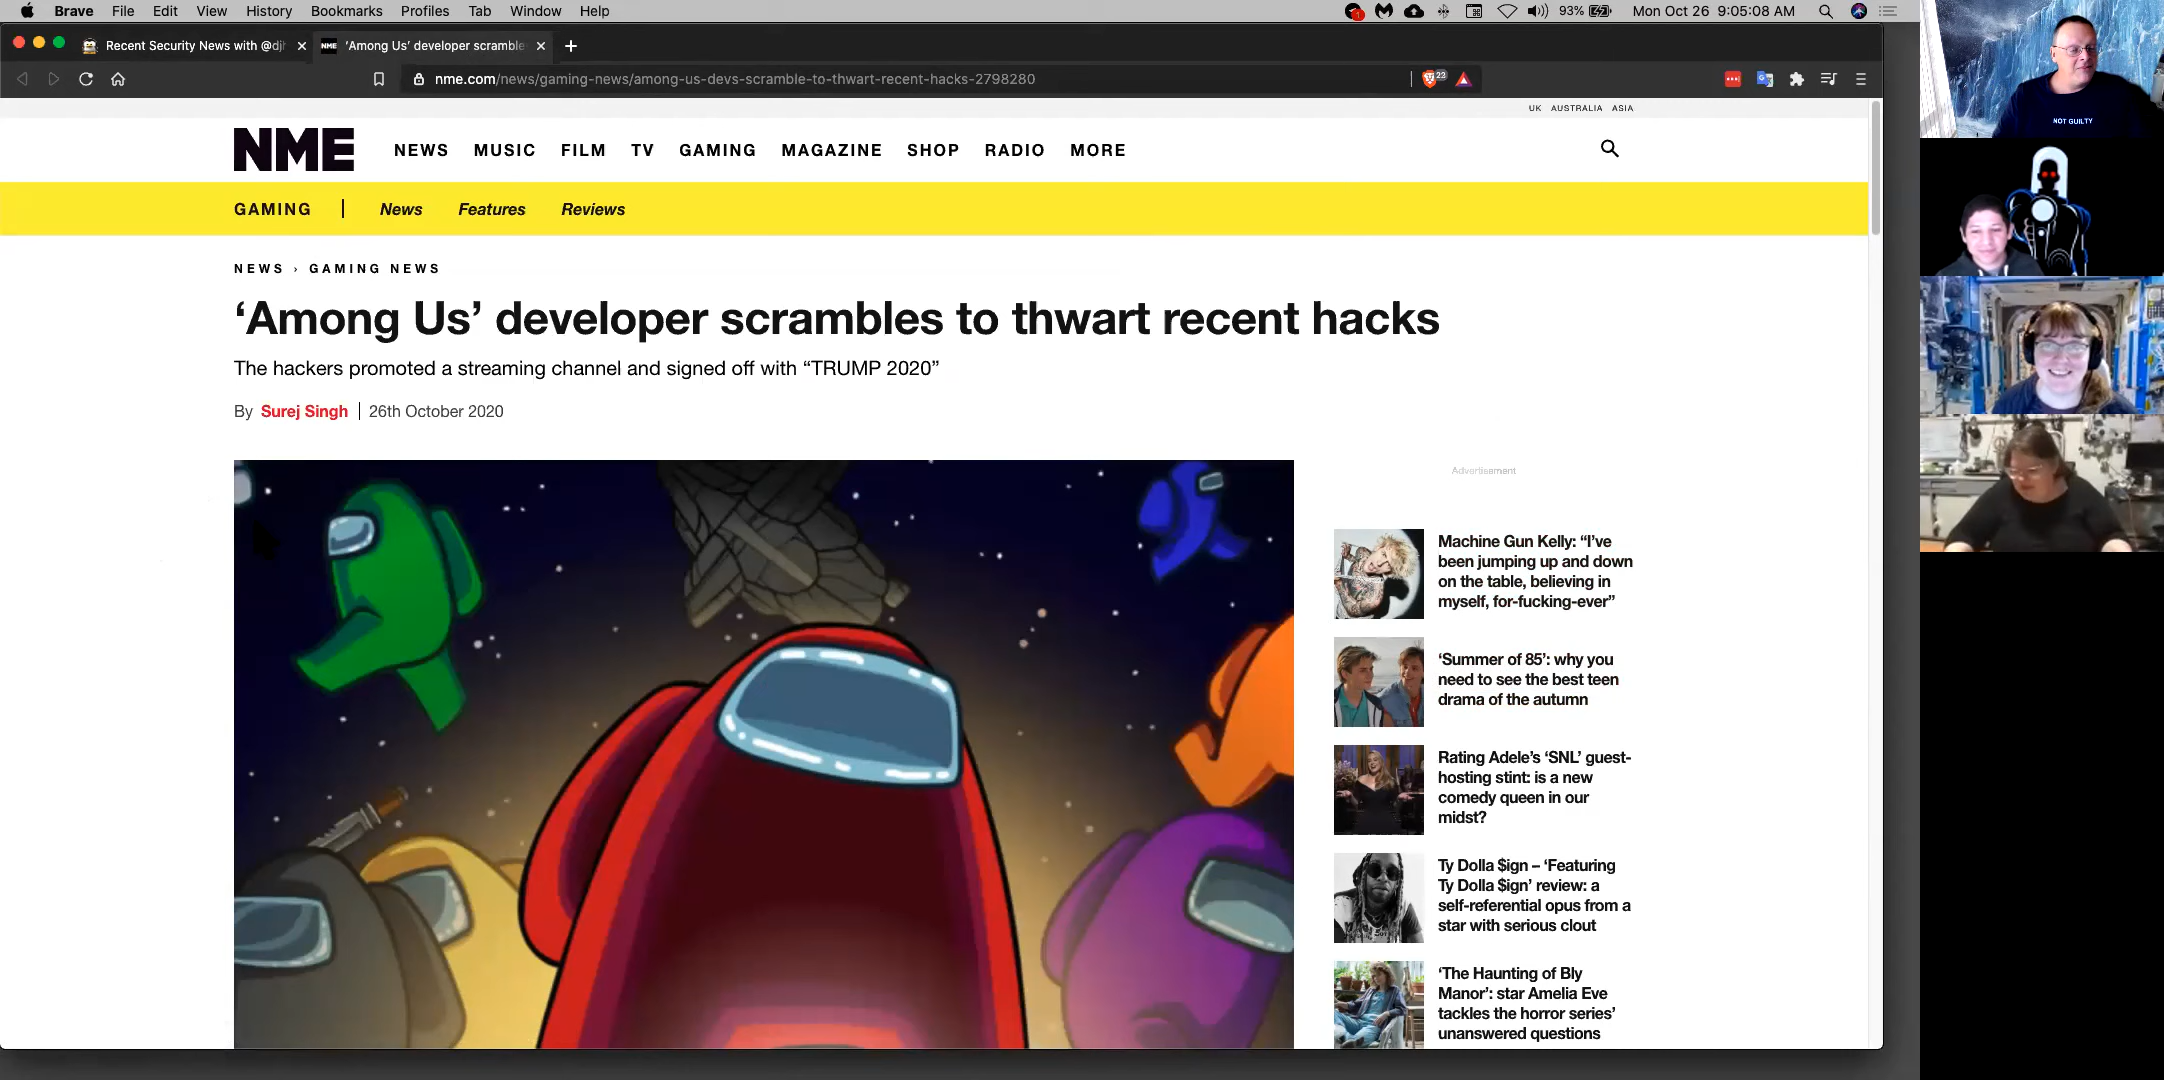 Brave File Edit View History Bookmarks Profiles Tab Window Help 93% Mon Oct 26 9:05:08 AM
Recent Security News with @djh
NME 'Among Us' developer scramble
nme.com/news/gaming-news/among-us-devs-scramble-to-thwart-recent-hacks-2798280
23
UK AUSTRALIA ASIA
NME NEWS MUSIC FILM TV GAMING MAGAZINE SHOP RADIO MORE
GAMING | News Features Reviews
NEWS › GAMING NEWS
‘Among Us’ developer scrambles to thwart recent hacks
The hackers promoted a streaming channel and signed off with “TRUMP 2020”
By Surej Singh | 26th October 2020
Advertisement
Machine Gun Kelly: “I’ve
been jumping up and down
on the table, believing in
myself, for-fucking-ever”
‘Summer of 85’: why you
need to see the best teen
drama of the autumn
Rating Adele’s ‘SNL’ guest-
hosting stint: is a new
comedy queen in our
midst?
Ty Dolla $ign – ‘Featuring
Ty Dolla $ign’ review: a
self-referential opus from a
star with serious clout
‘The Haunting of Bly
Manor’: star Amelia Eve
tackles the horror series’
unanswered questions
NOT GUILTY